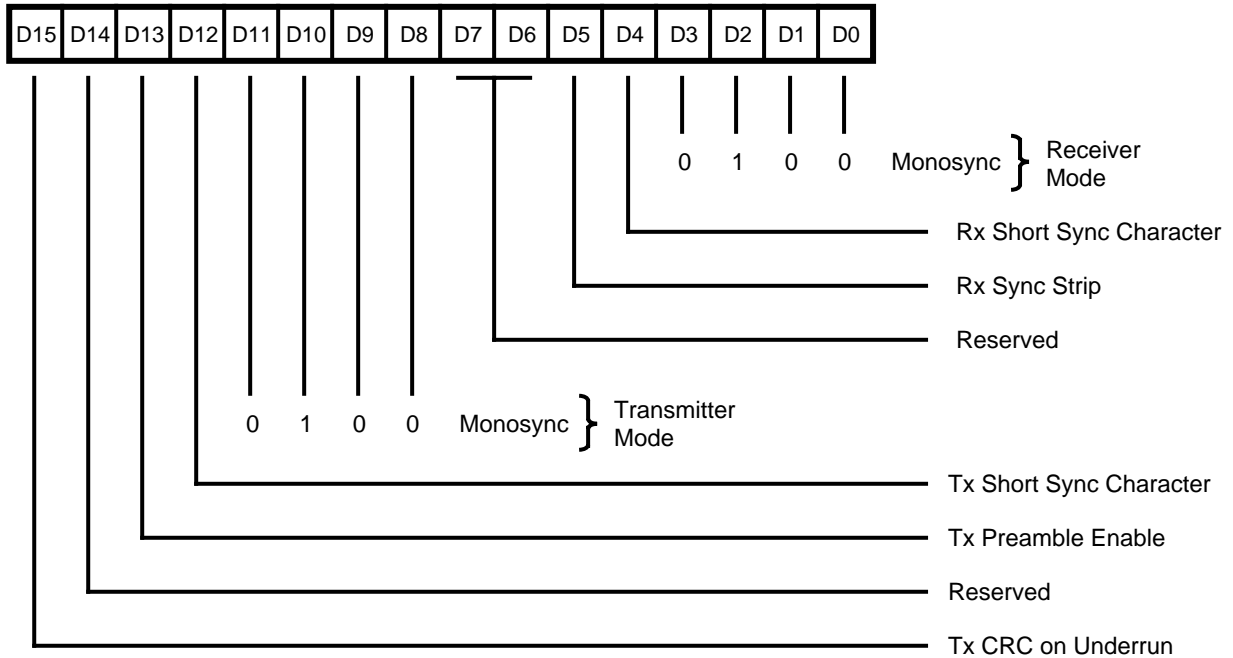 D15 D14 D13 D12 D11 D10 D9 D8 D7 D6 D5 D4 D3 D2 D1 D0
0 1 0 0 Monosync } Receiver
Mode
Rx Short Sync Character
Rx Sync Strip
Reserved
0 1 0 0 Monosync } Transmitter
Mode
Tx Short Sync Character
Tx Preamble Enable
Reserved
Tx CRC on Underrun